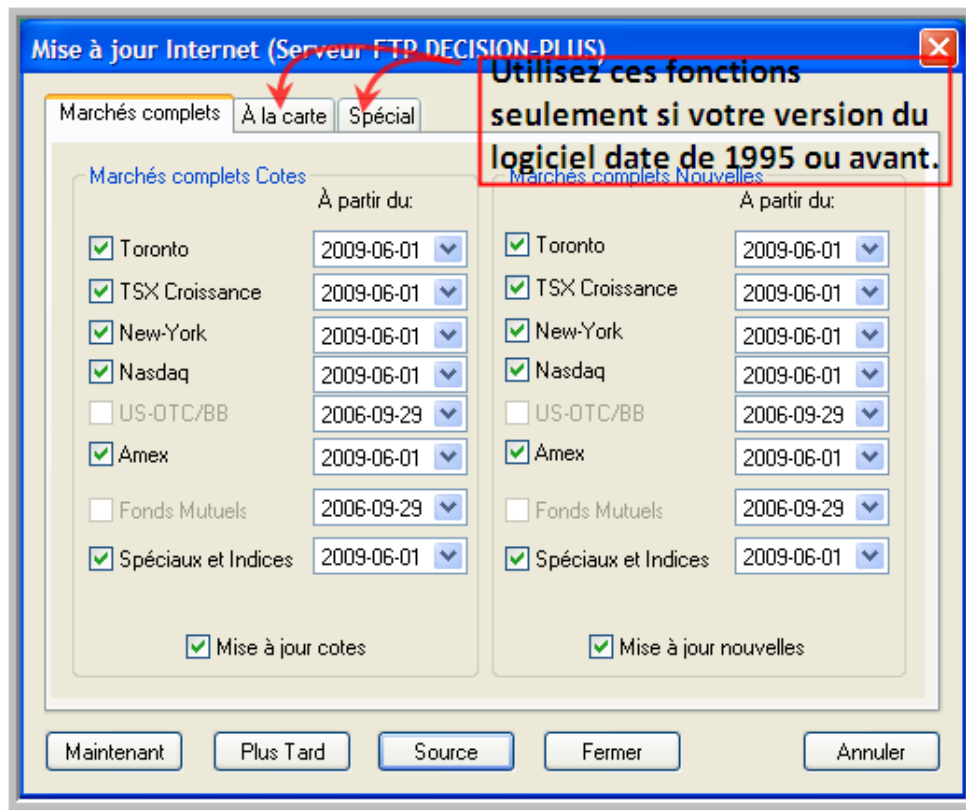 Mise à jour Internet (Serveur FTP DECISION-PLUS)
Utilisez ces fonctions
seulement si votre version du
logiciel date de 1995 ou avant.
Marchés complets À la carte Spécial
Marchés complets Cotes
À partir du:
Toronto 2009-06-01
TSX Croissance 2009-06-01
New-York 2009-06-01
Nasdaq 2009-06-01
US-OTC/BB 2006-09-29
Amex 2009-06-01
Fonds Mutuels 2006-09-29
Spéciaux et Indices 2009-06-01
Mise à jour cotes
Marchés complets Nouvelles
À partir du:
Toronto 2009-06-01
TSX Croissance 2009-06-01
New-York 2009-06-01
Nasdaq 2009-06-01
US-OTC/BB 2006-09-29
Amex 2009-06-01
Fonds Mutuels 2006-09-29
Spéciaux et Indices 2009-06-01
Mise à jour nouvelles
Maintenant Plus Tard Source Fermer Annuler